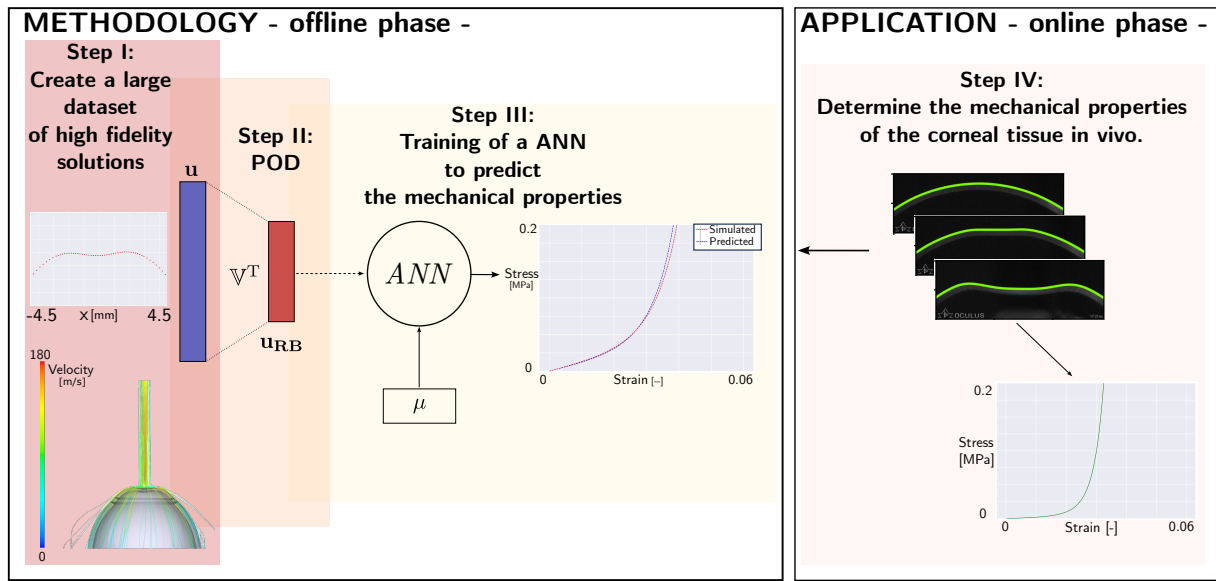 METHODOLOGY - offline phase -
Step I:
Create a large
dataset
of high fidelity
solutions
u
-4.5
x [mm]
4.5
180
Velocity
[m/s]
0
Step II:
POD
𝕍ᵀ
u_RB
Step III:
Training of a ANN
to predict
the mechanical properties
ANN
μ
Stress
[MPa]
0.2
Simulated
Predicted
0
0
Strain [-]
0.06
APPLICATION - online phase -
Step IV:
Determine the mechanical properties
of the corneal tissue in vivo.
OCULUS
0.2
Stress
[MPa]
0
0
Strain [-]
0.06